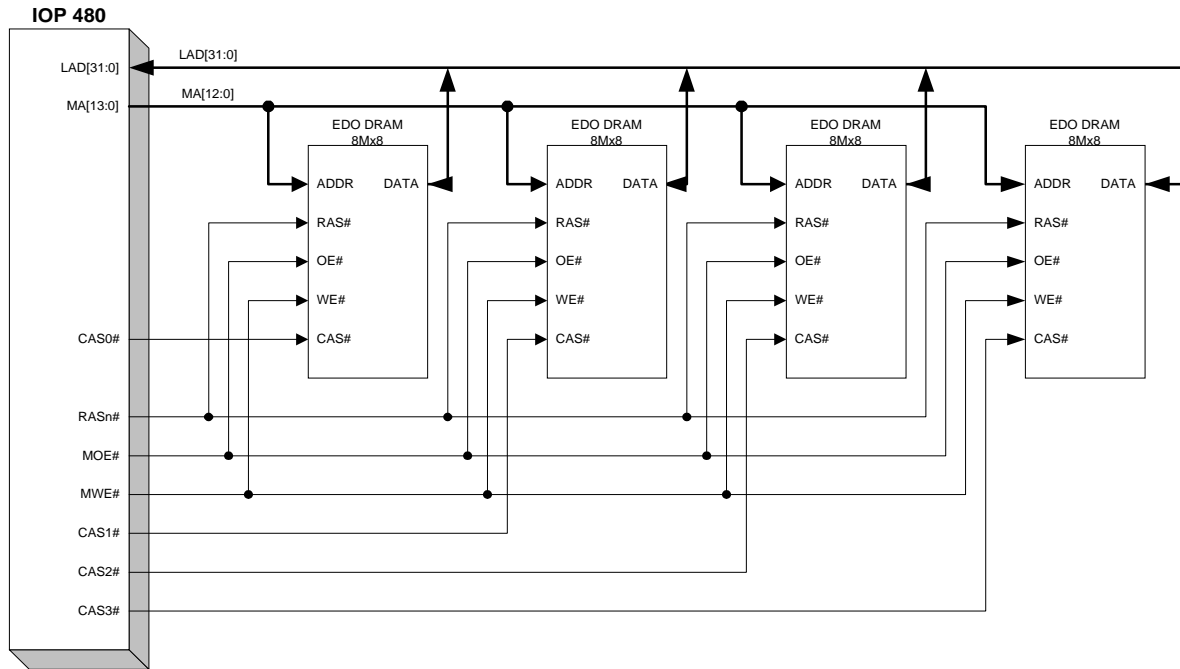 IOP 480
LAD[31:0]
LAD[31:0]
MA[13:0]
MA[12:0]
EDO DRAM
8Mx8
EDO DRAM
8Mx8
EDO DRAM
8Mx8
EDO DRAM
8Mx8
ADDR DATA
ADDR DATA
ADDR DATA
ADDR DATA
RAS#
RAS#
RAS#
RAS#
OE#
OE#
OE#
OE#
WE#
WE#
WE#
WE#
CAS0#
CAS#
CAS#
CAS#
CAS#
RASn#
MOE#
MWE#
CAS1#
CAS2#
CAS3#